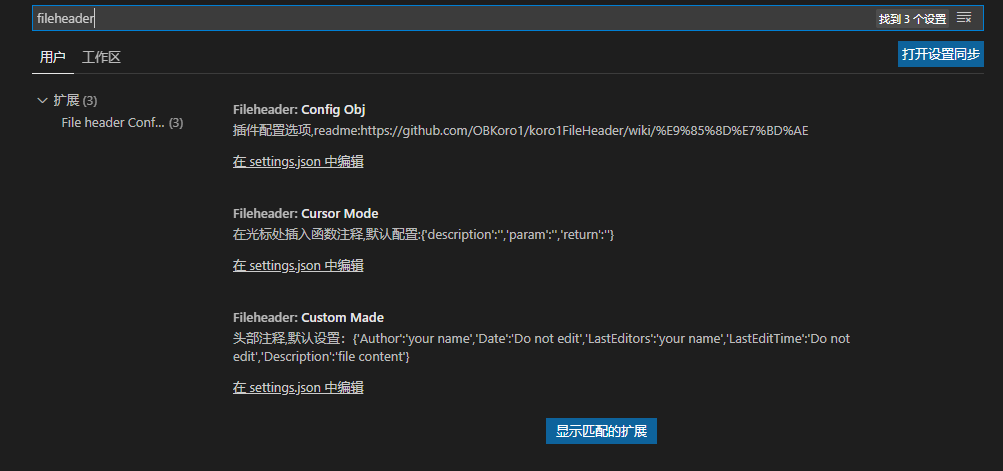 fileheader
找到 3 个设置
用户
工作区
打开设置同步
扩展 (3)
File header Conf... (3)
Fileheader: Config Obj
插件配置选项,readme:https://github.com/OBKoro1/koro1FileHeader/wiki/%E9%85%8D%E7%BD%AE
在 settings.json 中编辑
Fileheader: Cursor Mode
在光标处插入函数注释,默认配置:{'description':'','param':'','return':''}
在 settings.json 中编辑
Fileheader: Custom Made
头部注释,默认设置：{'Author':'your name','Date':'Do not edit','LastEditors':'your name','LastEditTime':'Do not
edit','Description':'file content'}
在 settings.json 中编辑
显示匹配的扩展